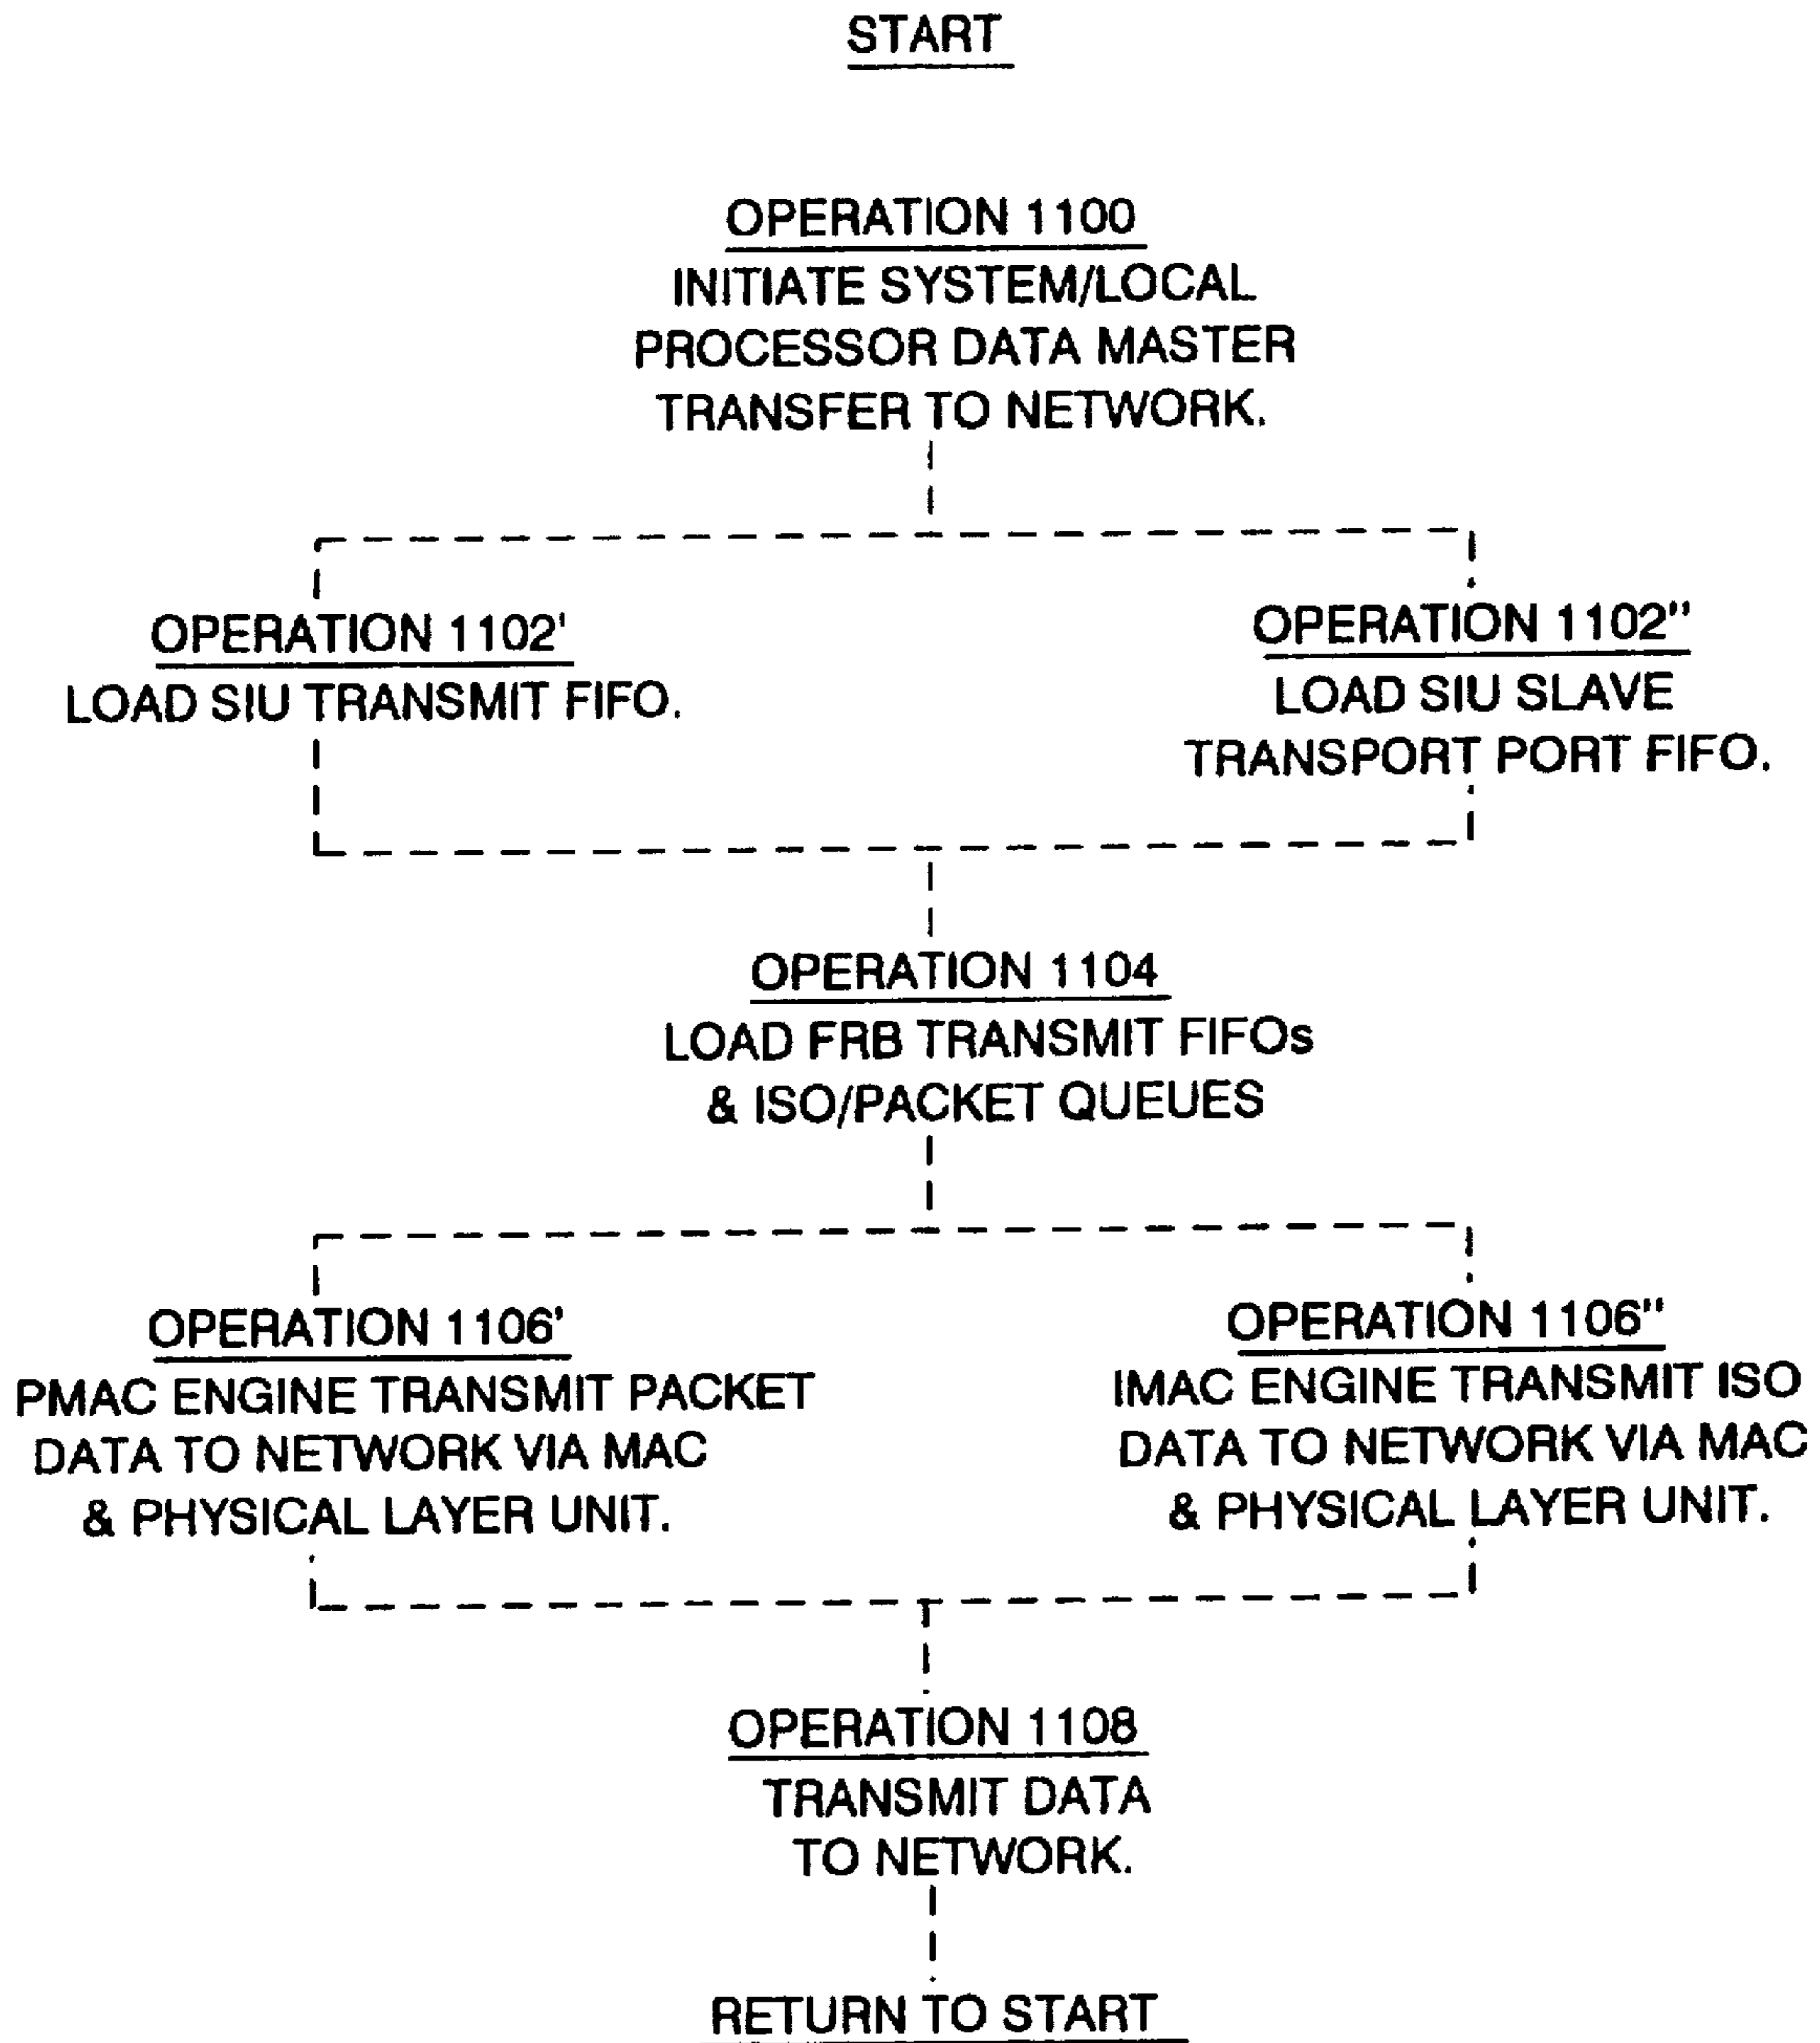 START
OPERATION 1100
INITIATE SYSTEM/LOCAL
PROCESSOR DATA MASTER
TRANSFER TO NETWORK.
OPERATION 1102'
LOAD SIU TRANSMIT FIFO.
OPERATION 1102"
LOAD SIU SLAVE
TRANSPORT PORT FIFO.
OPERATION 1104
LOAD FRB TRANSMIT FIFOs
& ISO/PACKET QUEUES
OPERATION 1106'
PMAC ENGINE TRANSMIT PACKET
DATA TO NETWORK VIA MAC
& PHYSICAL LAYER UNIT.
OPERATION 1106"
IMAC ENGINE TRANSMIT ISO
DATA TO NETWORK VIA MAC
& PHYSICAL LAYER UNIT.
OPERATION 1108
TRANSMIT DATA
TO NETWORK.
RETURN TO START